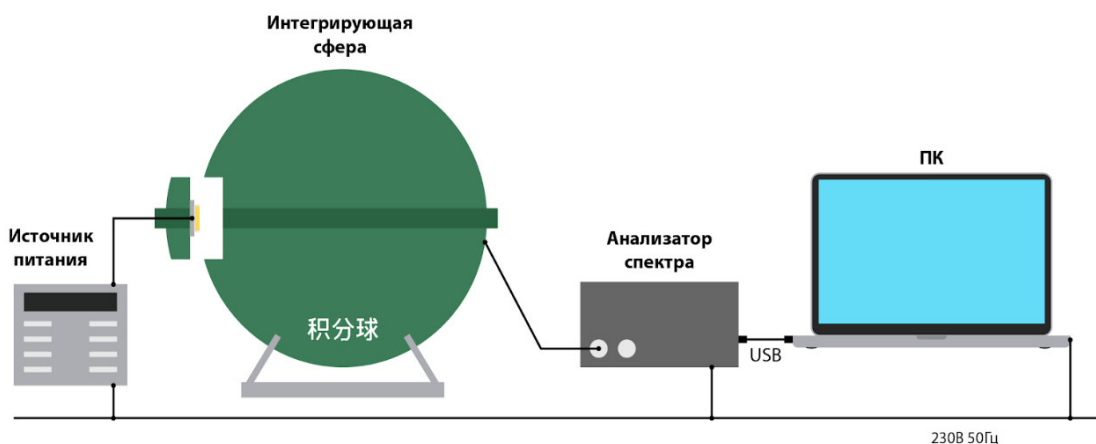 Интегрирующая
сфера
ПК
Источник
питания
Анализатор
спектра
积分球
USB
230В 50Гц